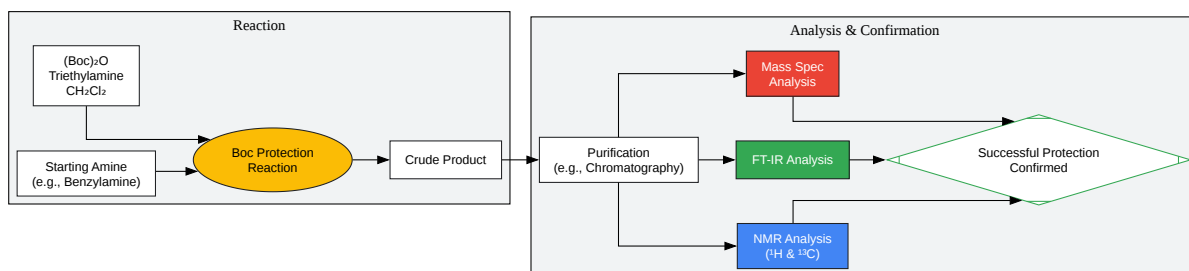 Reaction
(Boc)₂O
Triethylamine
CH₂Cl₂
Starting Amine
(e.g., Benzylamine)
Boc Protection
Reaction
Crude Product
Analysis & Confirmation
Purification
(e.g., Chromatography)
Mass Spec
Analysis
FT-IR Analysis
NMR Analysis
(¹H & ¹³C)
Successful Protection
Confirmed